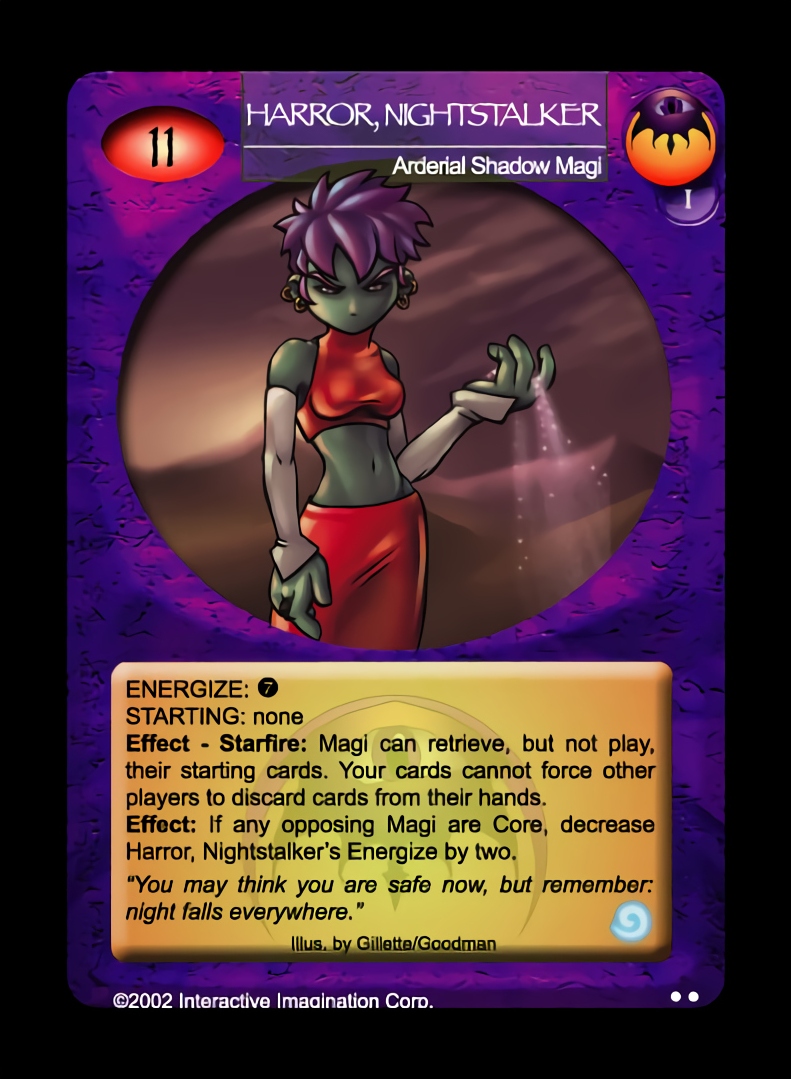 11
HARROR, NIGHTSTALKER
Arderial Shadow Magi
I
ENERGIZE: 7
STARTING: none
Effect - Starfire: Magi can retrieve, but not play,
their starting cards. Your cards cannot force other
players to discard cards from their hands.
Effect: If any opposing Magi are Core, decrease
Harror, Nightstalker's Energize by two.
“You may think you are safe now, but remember:
night falls everywhere.”
Illus. by Gillette/Goodman
©2002 Interactive Imagination Corp.